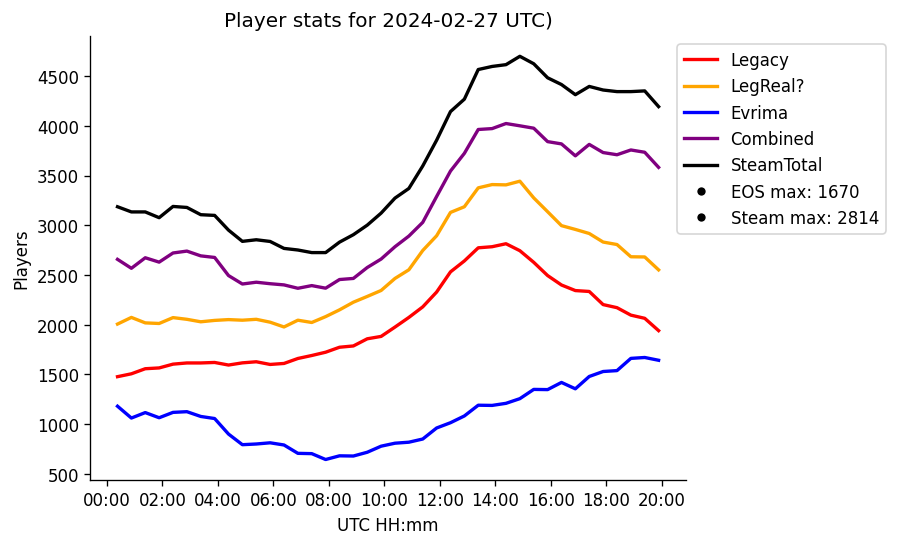 Player stats for 2024-02-27 UTC)
Legacy
LegReal?
Evrima
Combined
SteamTotal
EOS max: 1670
Steam max: 2814
Players
4500
4000
3500
3000
2500
2000
1500
1000
500
00:00 02:00 04:00 06:00 08:00 10:00 12:00 14:00 16:00 18:00 20:00
UTC HH:mm